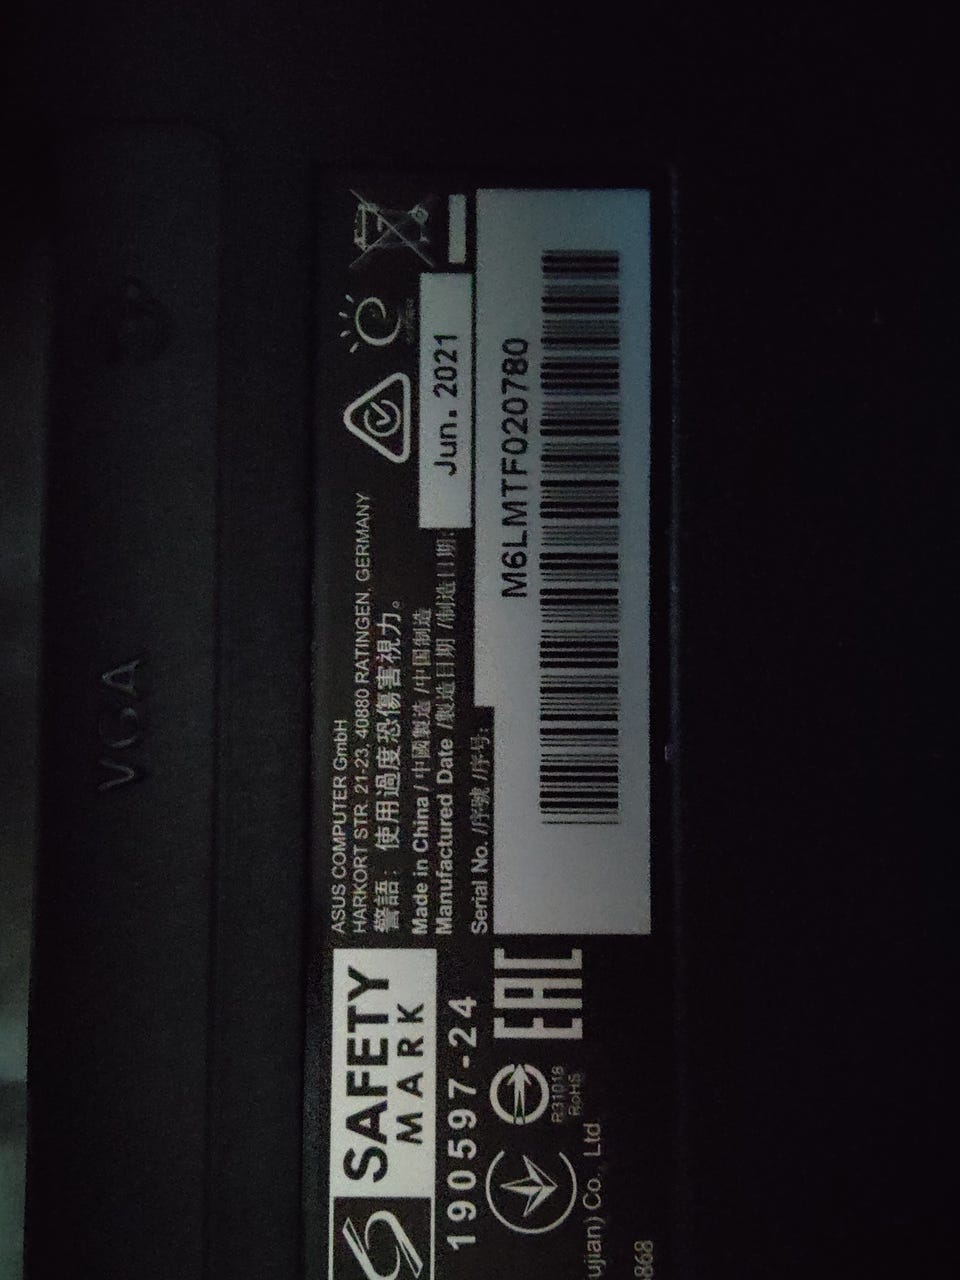 VGA
ASUS COMPUTER GmbH
HARKORT STR. 21-23, 40880 RATINGEN, GERMANY
警語：使用過度恐傷害視力。
Made in China /中國製造 /中国制造
Manufactured Date /製造日期 /制造日期:
Jun. 2021
Serial No. /序號 /序号:
M6LMTF020780
SAFETY
MARK
190597-24
EAC
R31018
RoHS
ujian) Co., Ltd
868